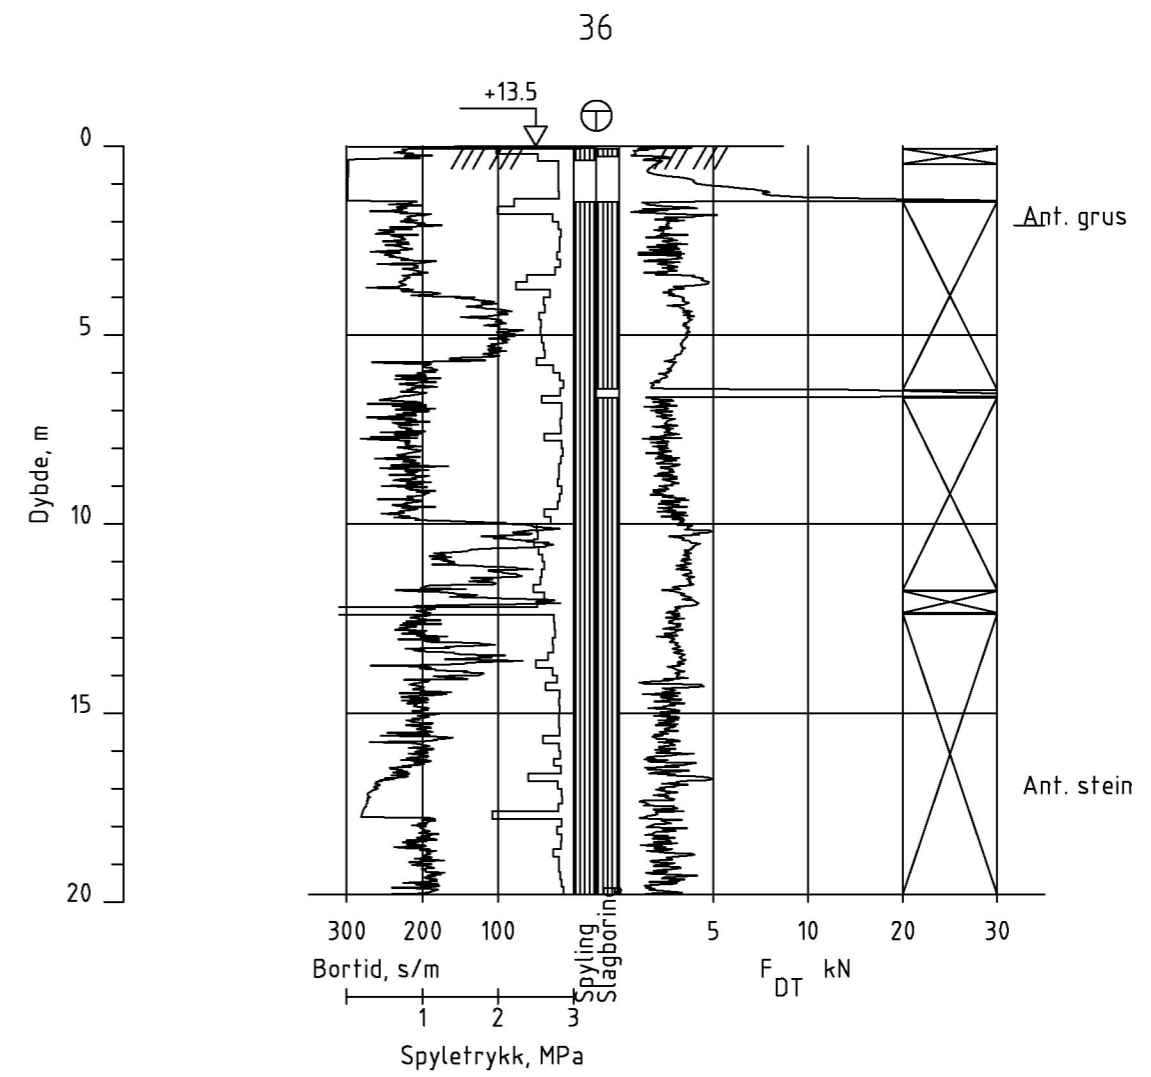 36
+13.5
0
Ant. grus
5
Dybde, m
10
15
Ant. stein
20
300 200 100 5 10 20 30
Bortid, s/m
Spyling
Slagboring
F DT kN
1 2 3
Spyletrykk, MPa